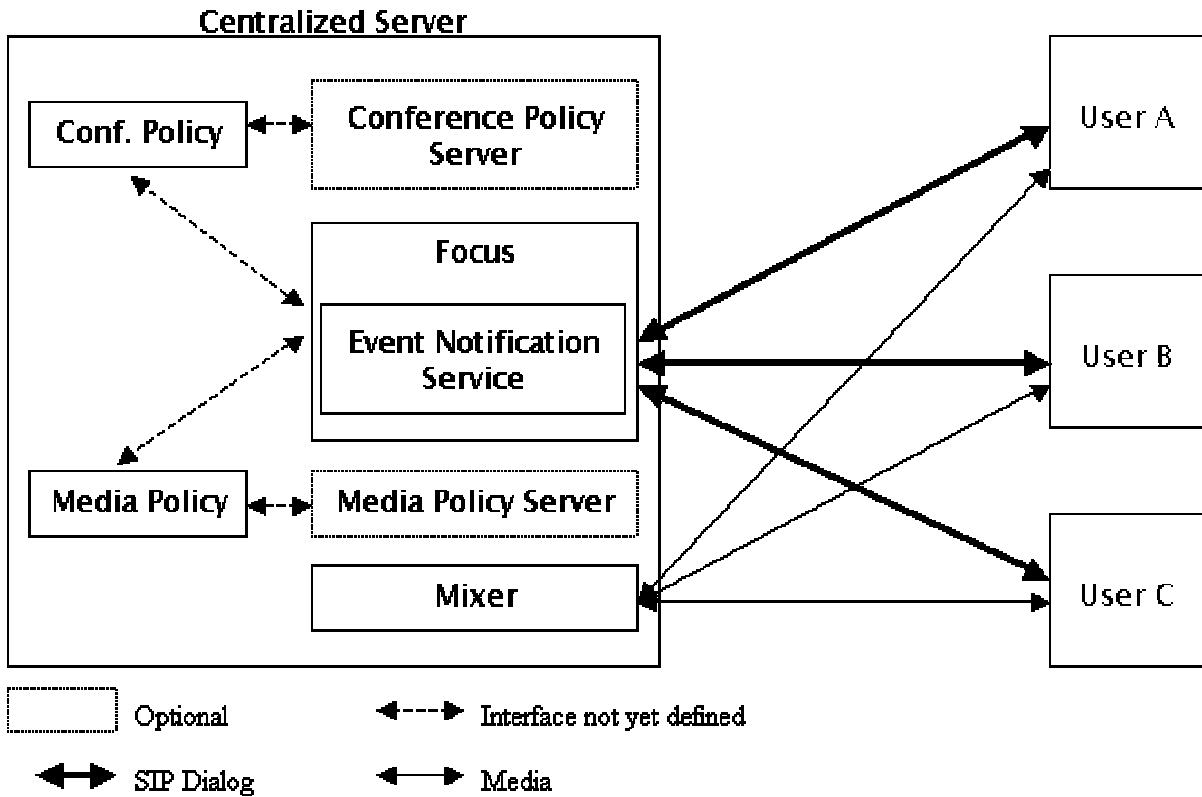 Centralized Server
Conf. Policy
Conference Policy
Server
User A
Focus
Event Notification
Service
User B
Media Policy
Media Policy Server
Mixer
User C
Optional
Interface not yet defined
SIP Dialog
Media